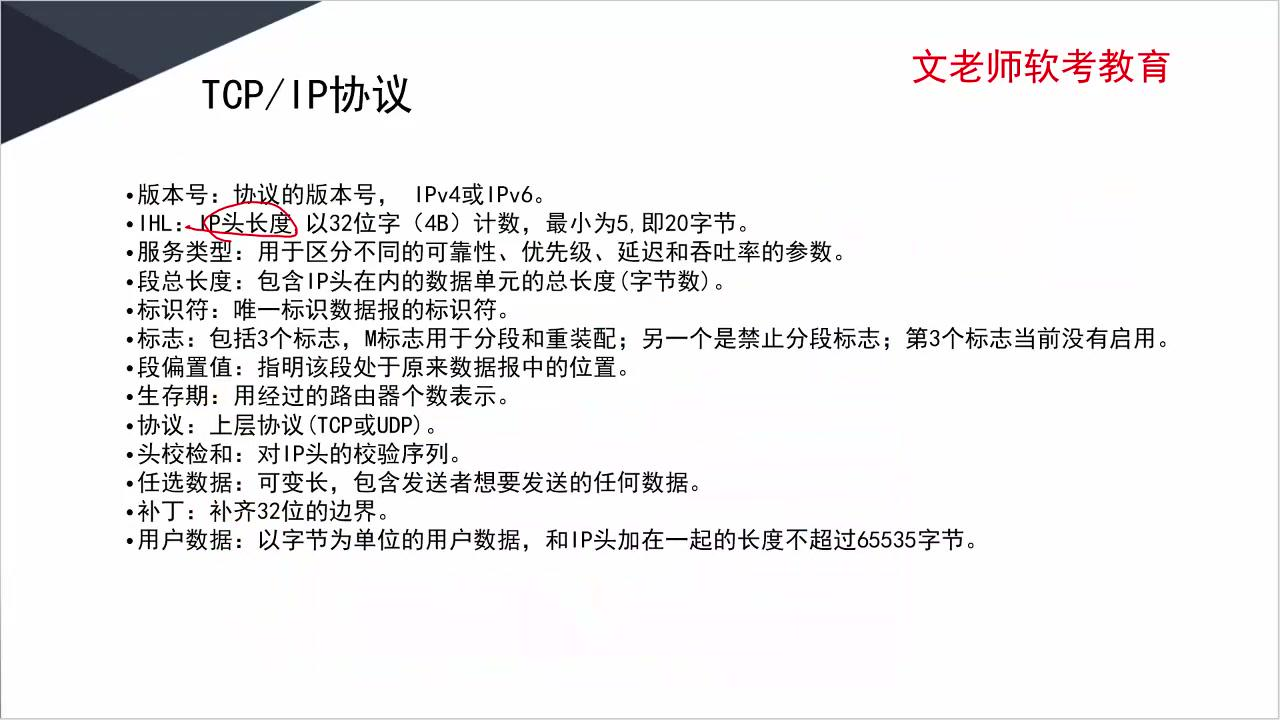 文老师软考教育
TCP/IP协议
•版本号：协议的版本号， IPv4或IPv6。
•IHL：IP头长度 以32位字（4B）计数，最小为5,即20字节。
•服务类型：用于区分不同的可靠性、优先级、延迟和吞吐率的参数。
•段总长度：包含IP头在内的数据单元的总长度(字节数)。
•标识符：唯一标识数据报的标识符。
•标志：包括3个标志，M标志用于分段和重装配；另一个是禁止分段标志；第3个标志当前没有启用。
•段偏置值：指明该段处于原来数据报中的位置。
•生存期：用经过的路由器个数表示。
•协议：上层协议(TCP或UDP)。
•头校检和：对IP头的校验序列。
•任选数据：可变长，包含发送者想要发送的任何数据。
•补丁：补齐32位的边界。
•用户数据：以字节为单位的用户数据，和IP头加在一起的长度不超过65535字节。